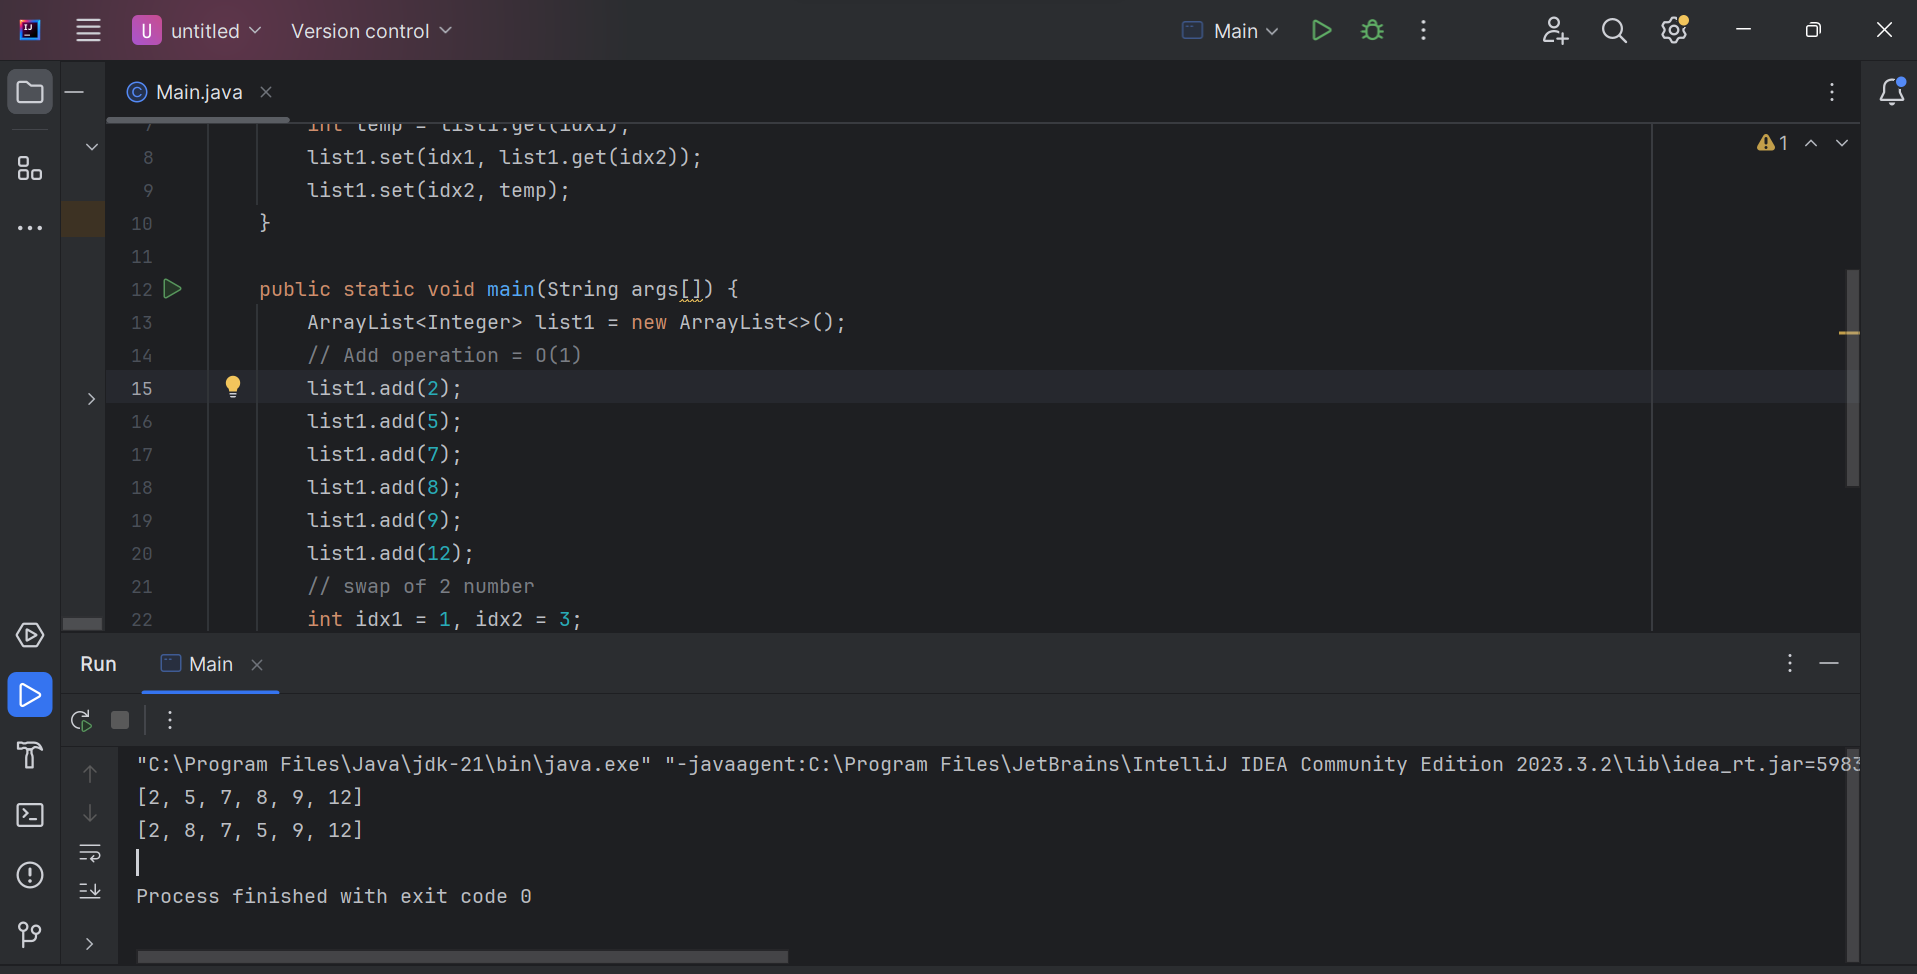 U untitled Version control Main
Main.java
7 int temp = list1.get(idx1);
1
8 list1.set(idx1, list1.get(idx2));
9 list1.set(idx2, temp);
10 }
11
12 public static void main(String args[]) {
13 ArrayList<Integer> list1 = new ArrayList<>();
14 // Add operation = O(1)
15 list1.add(2);
16 list1.add(5);
17 list1.add(7);
18 list1.add(8);
19 list1.add(9);
20 list1.add(12);
21 // swap of 2 number
22 int idx1 = 1, idx2 = 3;
Run Main
"C:\Program Files\Java\jdk-21\bin\java.exe" "-javaagent:C:\Program Files\JetBrains\IntelliJ IDEA Community Edition 2023.3.2\lib\idea_rt.jar=5983
[2, 5, 7, 8, 9, 12]
[2, 8, 7, 5, 9, 12]
Process finished with exit code 0